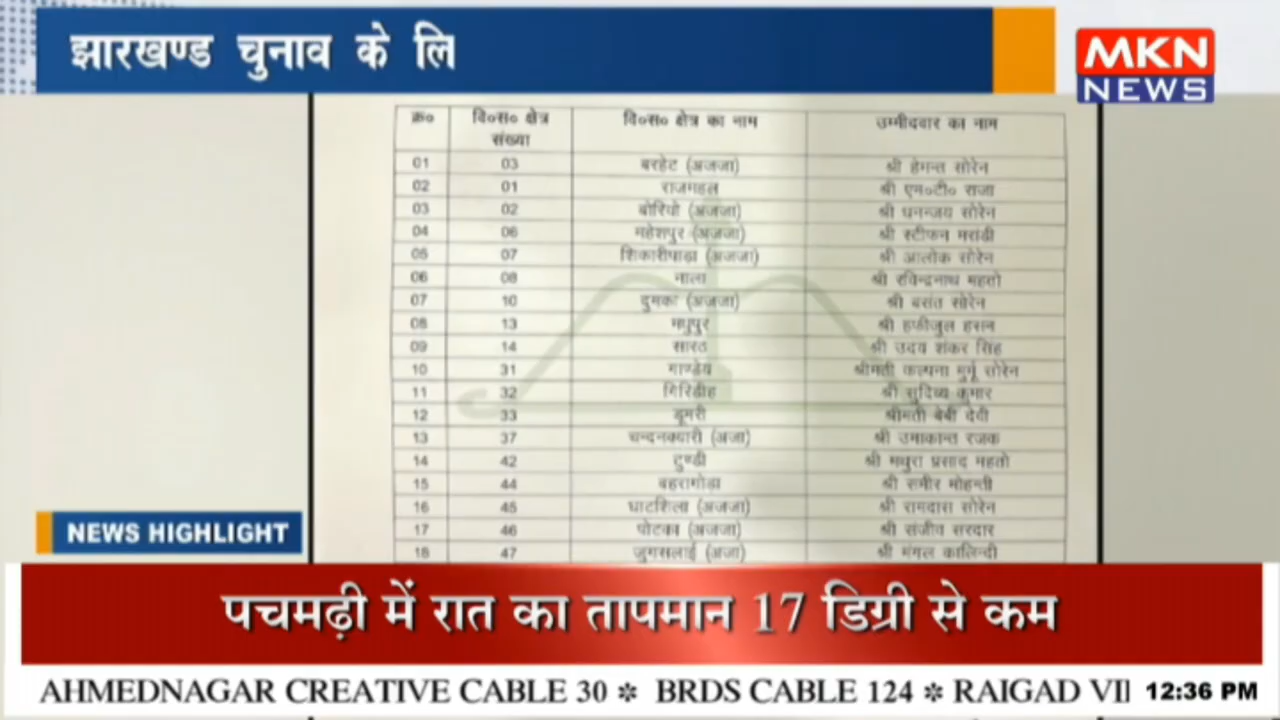 झारखण्ड चुनाव के लि
MKN
NEWS
क्र० वि०स० क्षेत्र संख्या वि०स० क्षेत्र का नाम उम्मीदवार का नाम
01 03 बरहेट (अजजा) श्री हेमन्त सोरेन
02 01 राजमहल श्री एम०टी० राजा
03 02 बोरियो (अजजा) श्री धनन्जय सोरेन
04 06 महेशपुर (अजजा) श्री स्टीफन मरांडी
05 07 शिकारीपाड़ा (अजजा) श्री आलोक सोरेन
06 08 नाला श्री रविन्द्रनाथ महतो
07 10 दुमका (अजजा) श्री बसंत सोरेन
08 13 मधुपुर श्री हफीजुल हसन
09 14 सारठ श्री उदय शंकर सिंह
10 31 गाण्डेय श्रीमती कल्पना मुर्मू सोरेन
11 32 गिरिडीह श्री सुदिव्य कुमार
12 33 डूमरी श्रीमती बेबी देवी
13 37 चन्दनक्यारी (अजा) श्री उमाकान्त रजक
14 42 टुण्डी श्री मथुरा प्रसाद महतो
15 44 बहरागोड़ा श्री समीर मोहन्ती
16 45 घाटशिला (अजजा) श्री रामदास सोरेन
17 46 पोटका (अजजा) श्री संजीव सरदार
18 47 जुगसलाई (अजा) श्री मंगल कालिन्दी
NEWS HIGHLIGHT
पचमढ़ी में रात का तापमान 17 डिग्री से कम
AHMEDNAGAR CREATIVE CABLE 30 ✻ BRDS CABLE 124 ✻ RAIGAD 12:36 PM